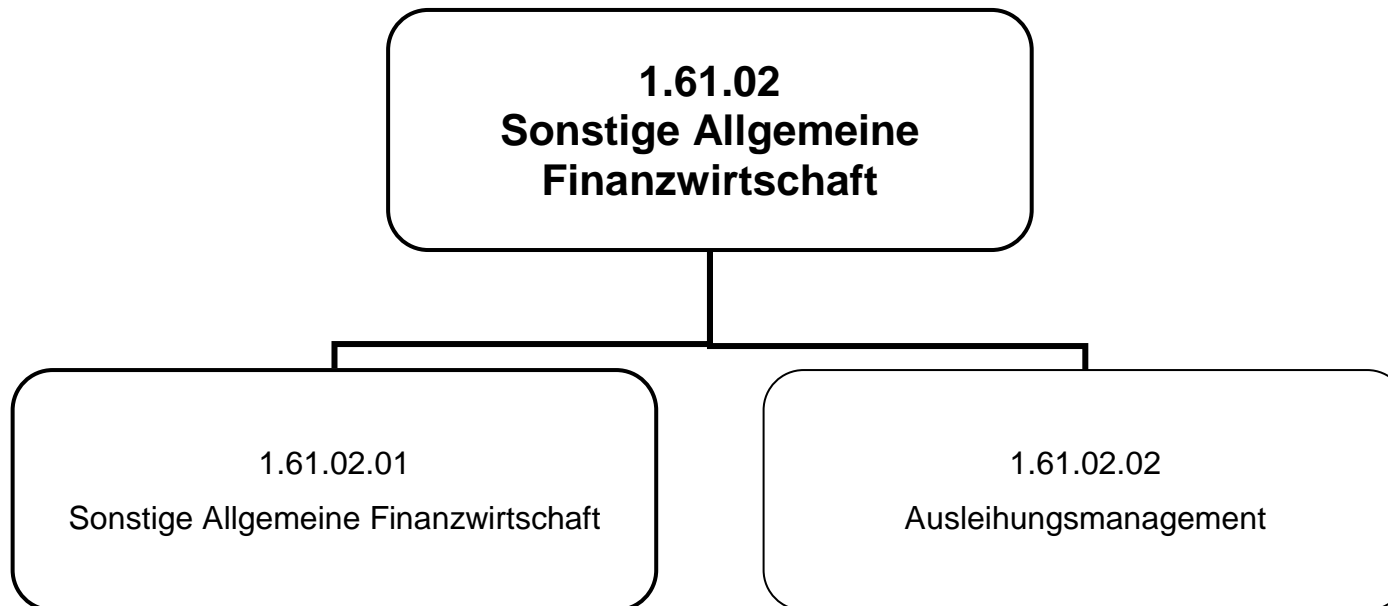 1.61.02
Sonstige Allgemeine
Finanzwirtschaft
1.61.02.01
Sonstige Allgemeine Finanzwirtschaft
1.61.02.02
Ausleihungsmanagement